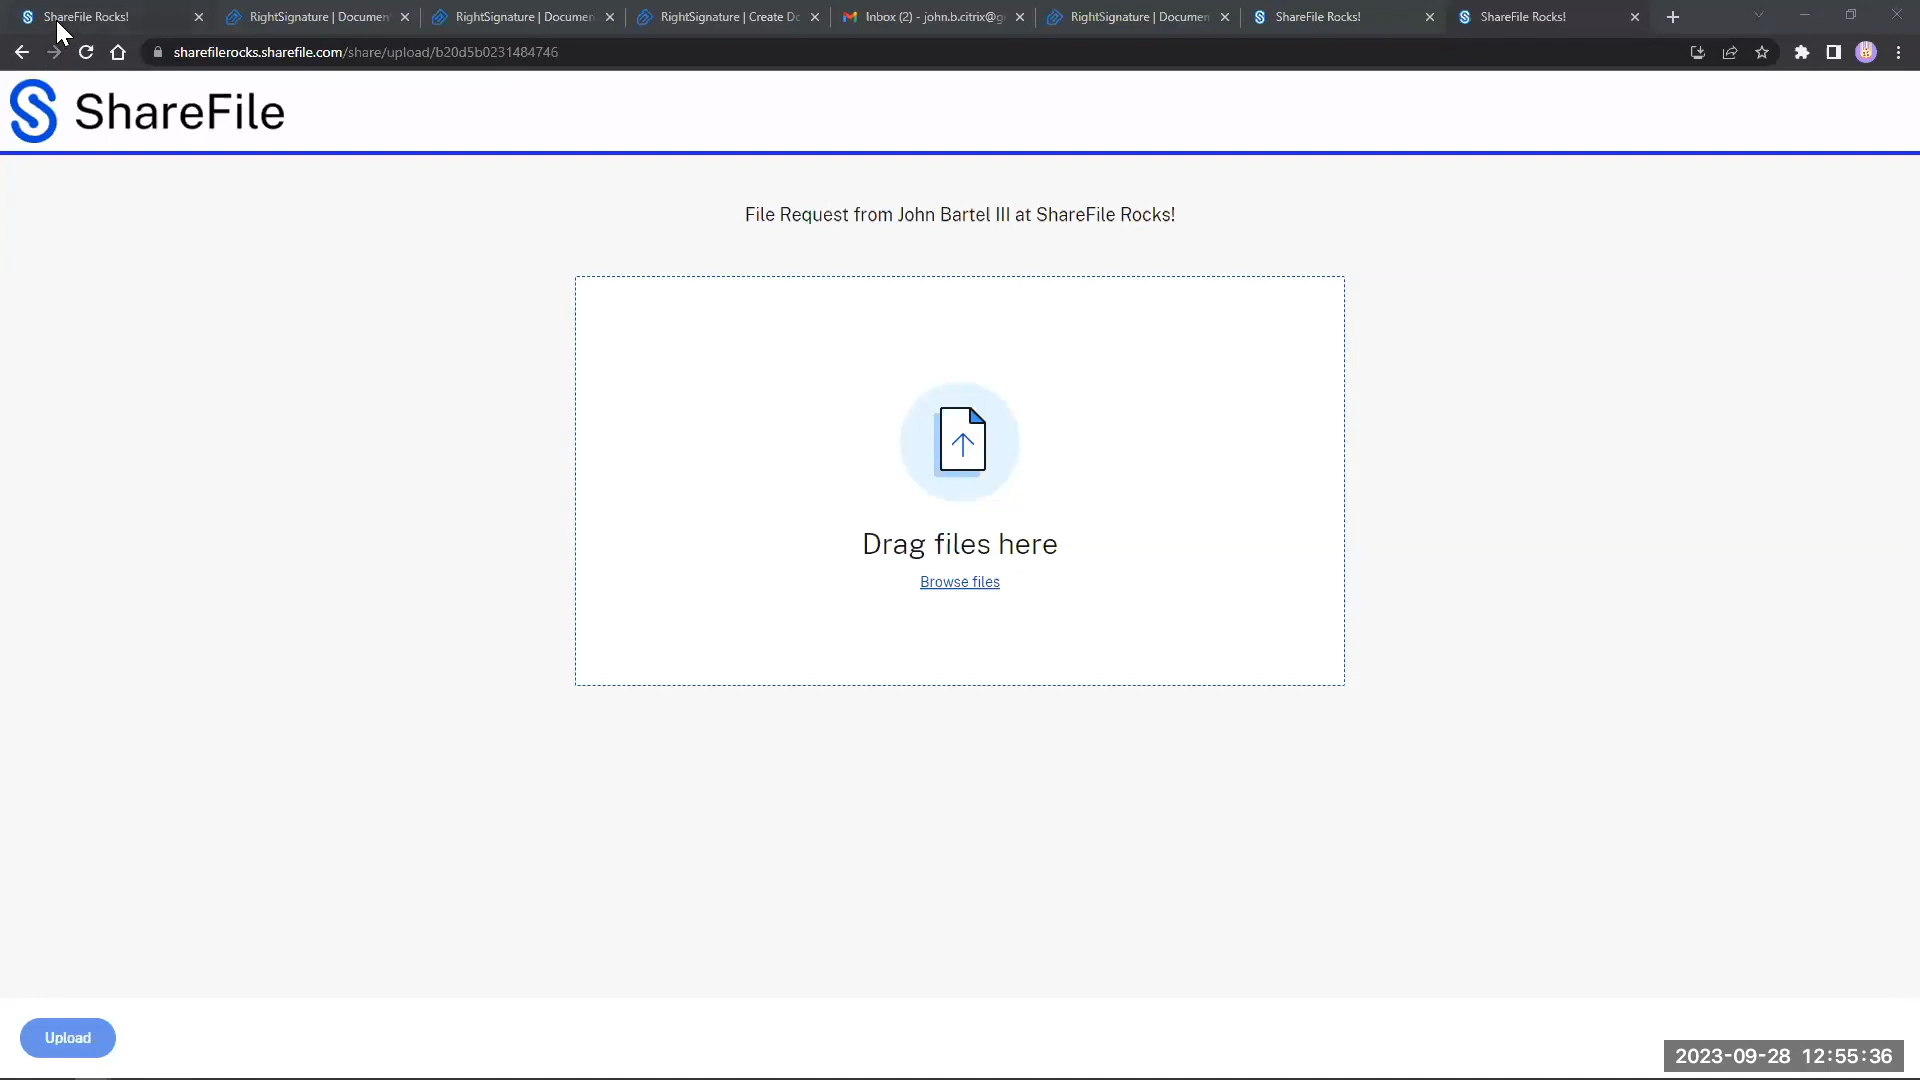 ShareFile Rocks!
RightSignature | Documen
RightSignature | Documen
RightSignature | Create Do
Inbox (2) - john.b.citrix@g
RightSignature | Documen
ShareFile Rocks!
ShareFile Rocks!
sharefilerocks.sharefile.com/share/upload/b20d5b0231484746
ShareFile
File Request from John Bartel III at ShareFile Rocks!
Drag files here
Browse files
Upload
2023-09-28 12:55:36